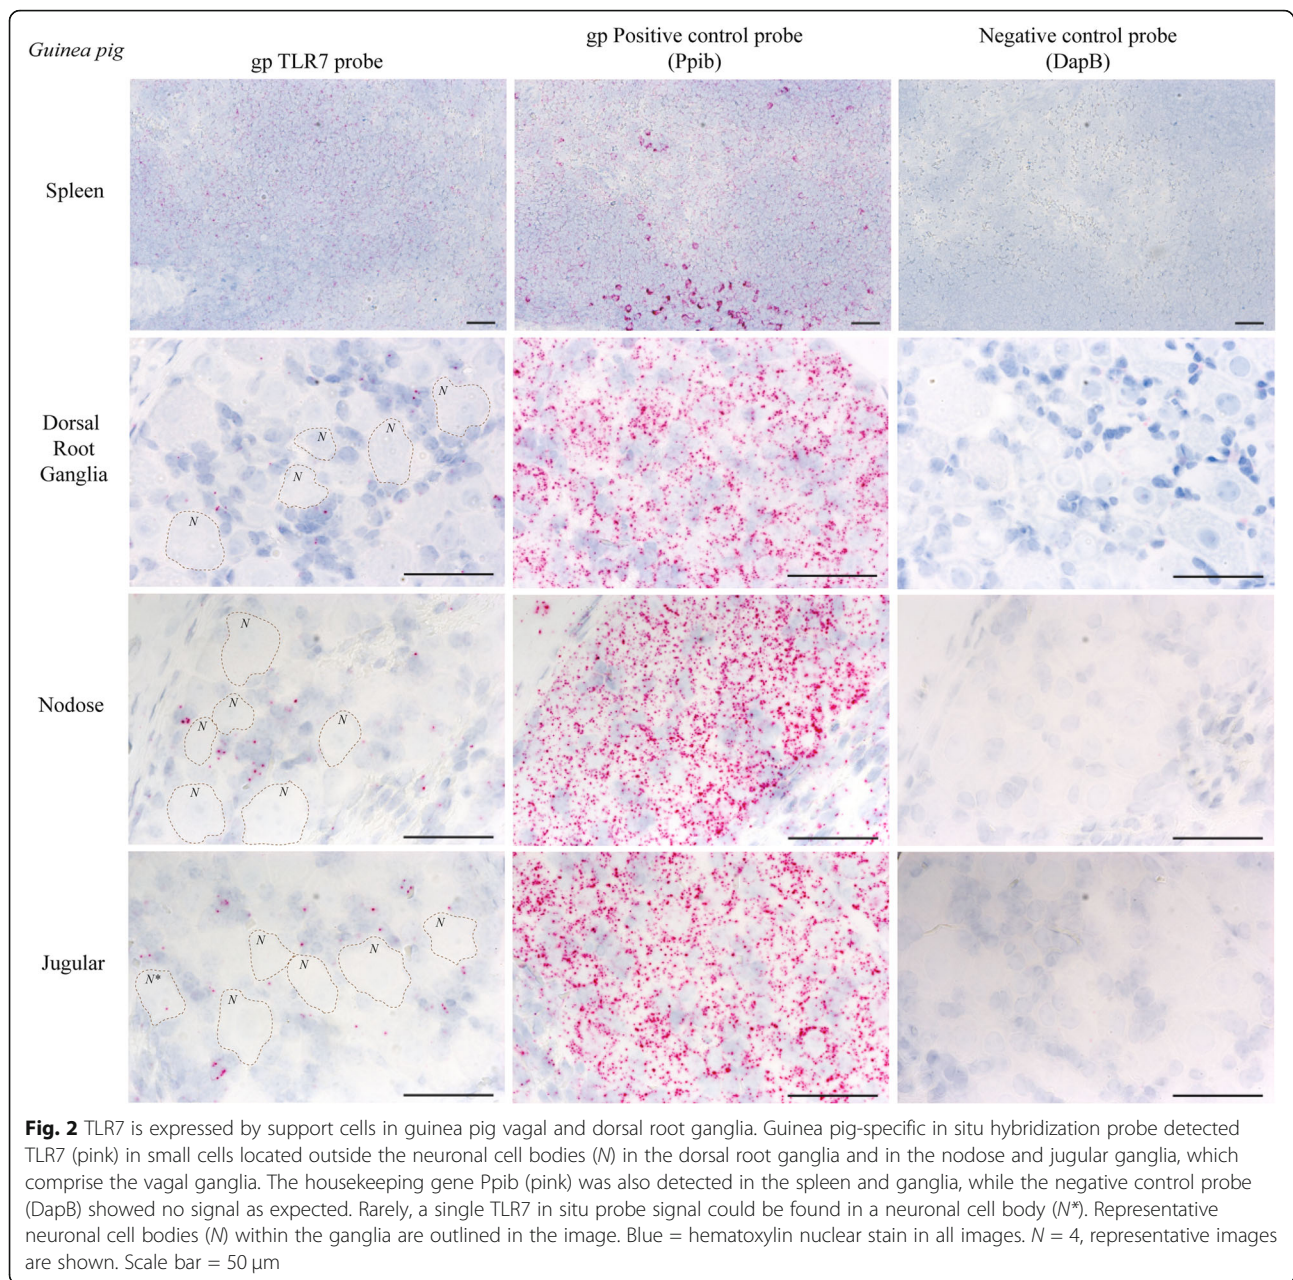 Guinea pig
gp TLR7 probe
gp Positive control probe
(Ppib)
Negative control probe
(DapB)
Spleen
Dorsal
Root
Ganglia
N
N
N
N
N
Nodose
N
N
N
N
N
N
Jugular
N
N
N
N
N*
N
Fig. 2 TLR7 is expressed by support cells in guinea pig vagal and dorsal root ganglia. Guinea pig-specific in situ hybridization probe detected
TLR7 (pink) in small cells located outside the neuronal cell bodies (N) in the dorsal root ganglia and in the nodose and jugular ganglia, which
comprise the vagal ganglia. The housekeeping gene Ppib (pink) was also detected in the spleen and ganglia, while the negative control probe
(DapB) showed no signal as expected. Rarely, a single TLR7 in situ probe signal could be found in a neuronal cell body (N*). Representative
neuronal cell bodies (N) within the ganglia are outlined in the image. Blue = hematoxylin nuclear stain in all images. N = 4, representative images
are shown. Scale bar = 50 μm